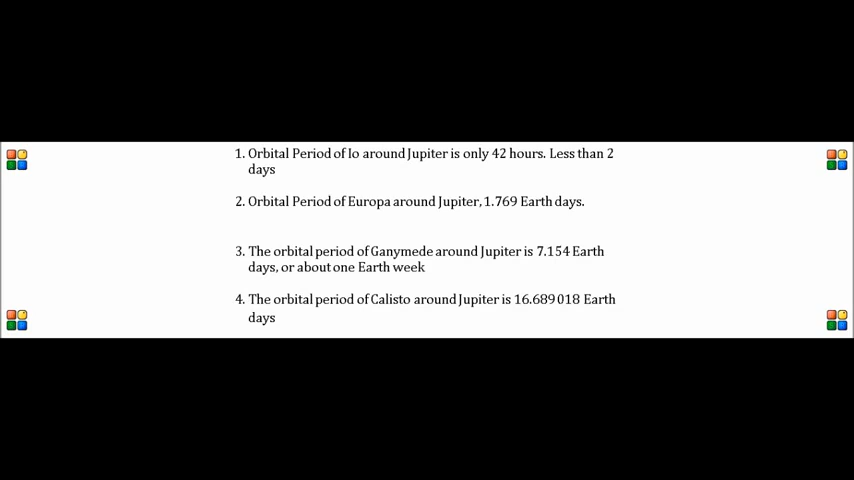 1. Orbital Period of Io around Jupiter is only 42 hours. Less than 2
days
2. Orbital Period of Europa around Jupiter, 1.769 Earth days.
3. The orbital period of Ganymede around Jupiter is 7.154 Earth
days, or about one Earth week
4. The orbital period of Calisto around Jupiter is 16.689018 Earth
days